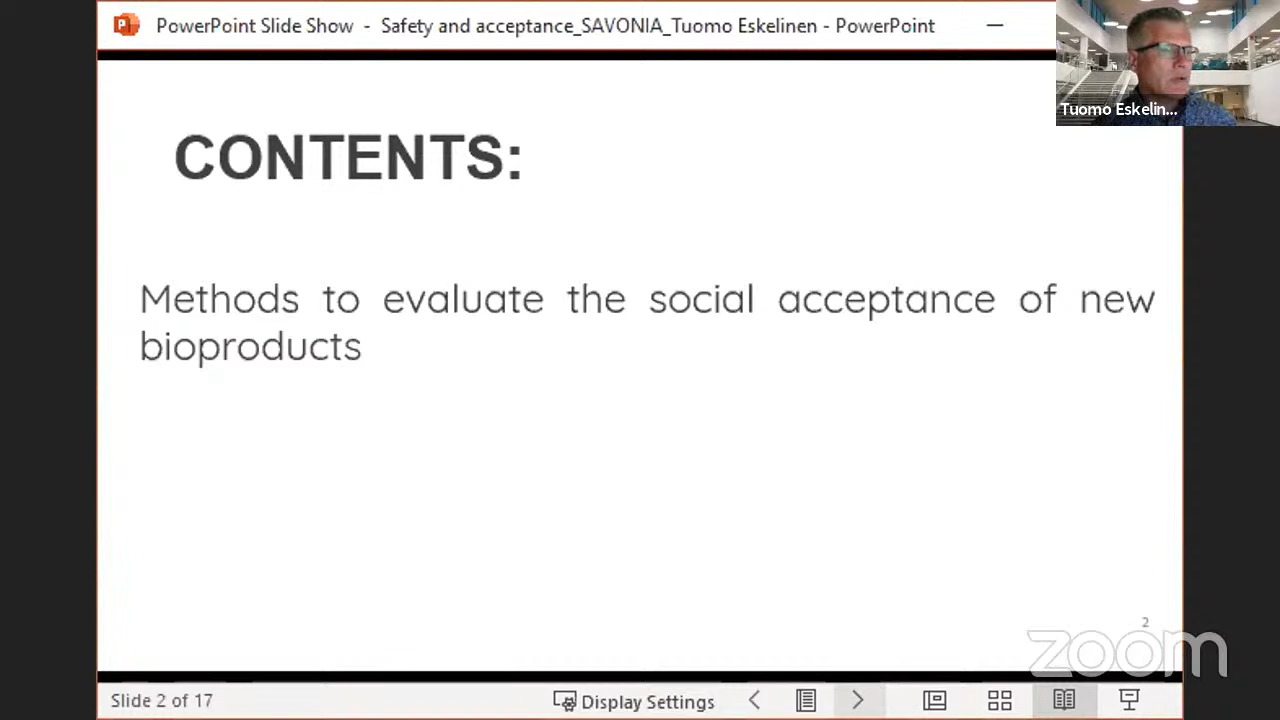 PowerPoint Slide Show - Safety and acceptance_SAVONIA_Tuomo Eskelinen - PowerPoint
Tuomo Eskelin...
CONTENTS:
Methods to evaluate the social acceptance of new
bioproducts
2
zoom
Slide 2 of 17
Display Settings